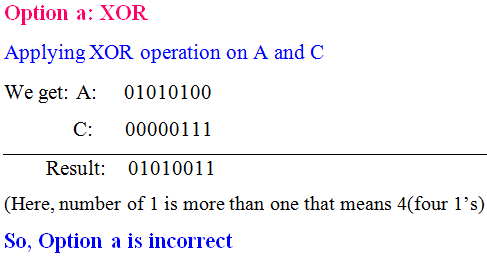 Option a: XOR
Applying XOR operation on A and C
We get: A: 01010100
C: 00000111
Result: 01010011
(Here, number of 1 is more than one that means 4(four 1's)
So, Option a is incorrect